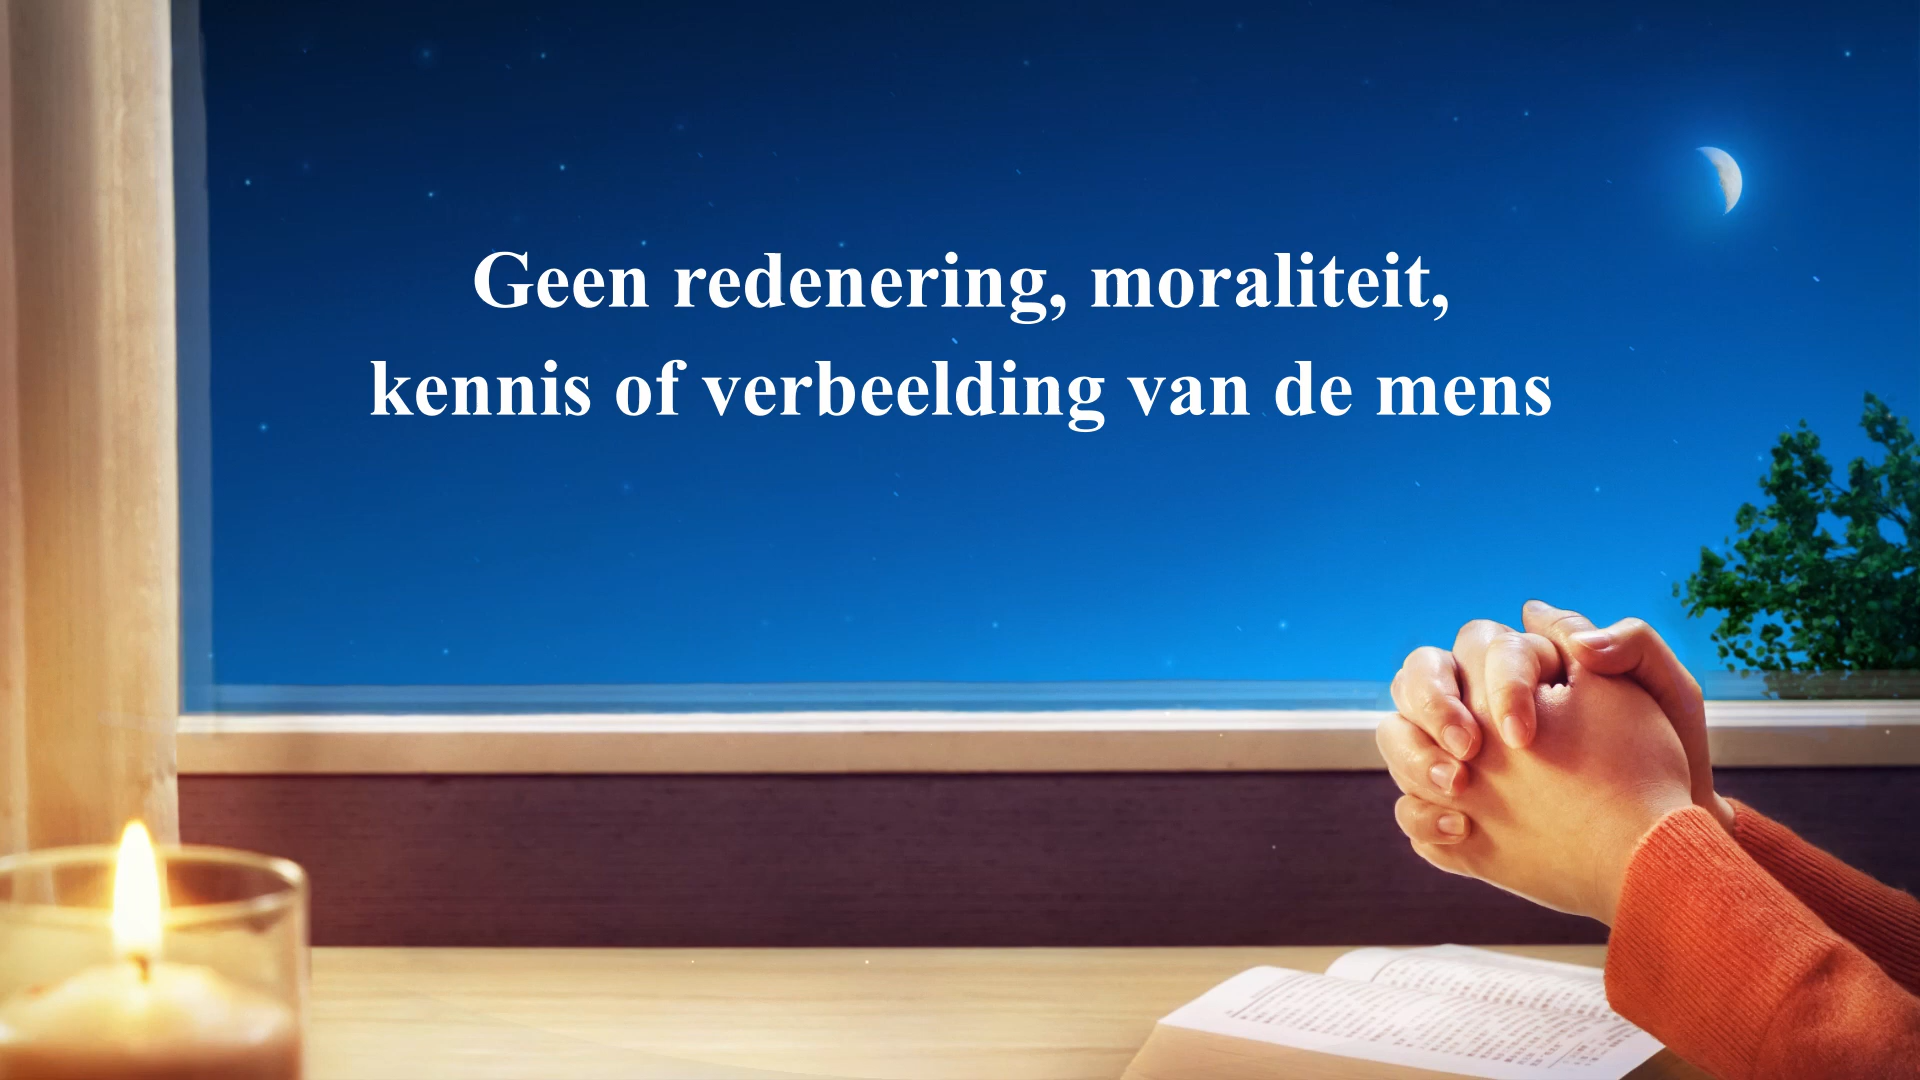 Geen redenering, moraliteit,
kennis of verbeelding van de mens